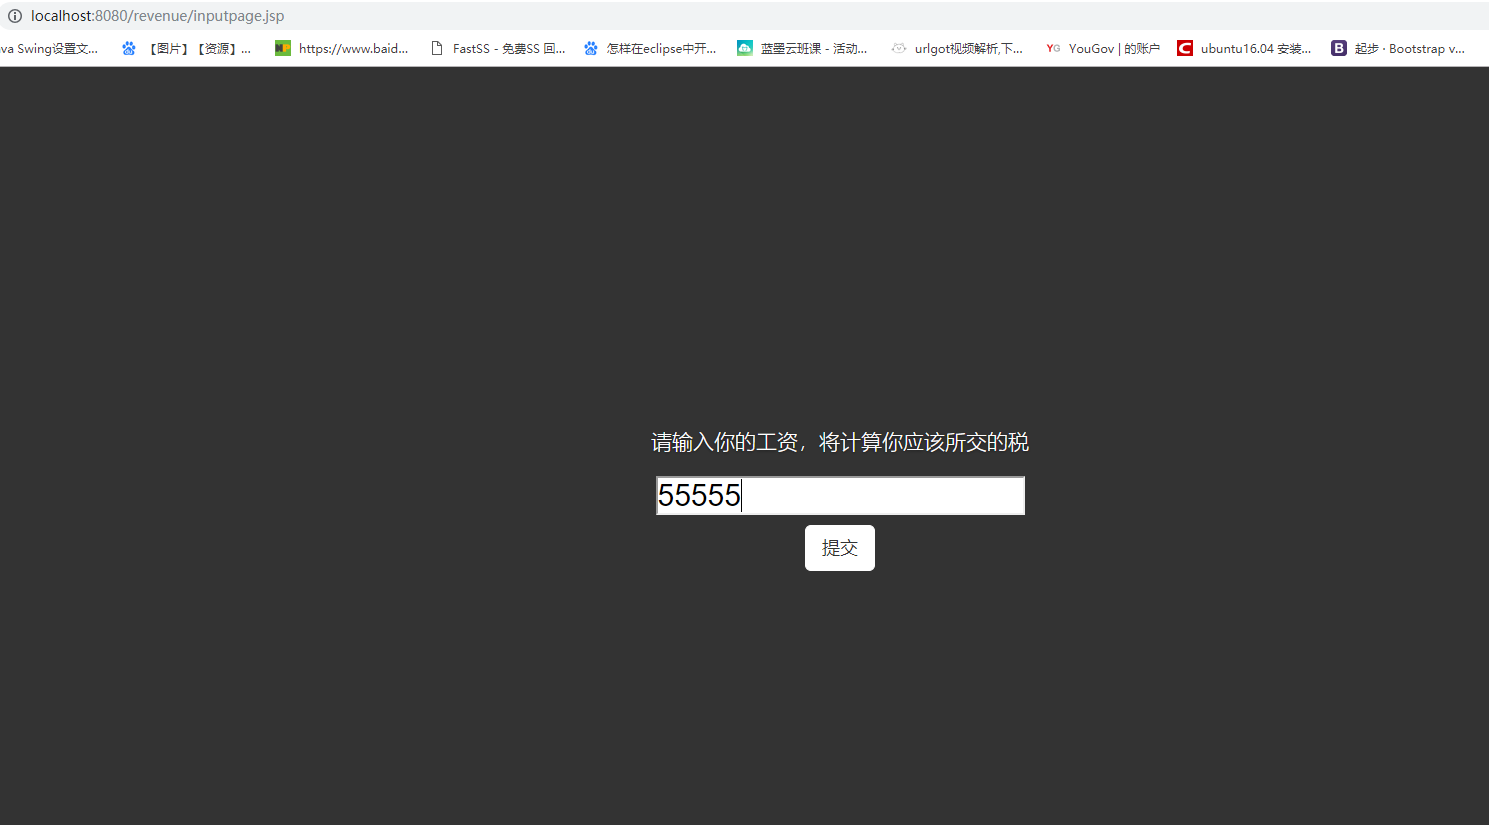 localhost:8080/revenue/inputpage.jsp
va Swing设置文... 【图片】【资源】... https://www.baid... FastSS - 免费SS 回... 怎样在eclipse中开... 蓝墨云班课 - 活动... urlgot视频解析,下... YG YouGov | 的账户 C ubuntu16.04 安装... B 起步 · Bootstrap v...
请输入你的工资，将计算你应该所交的税
55555
提交